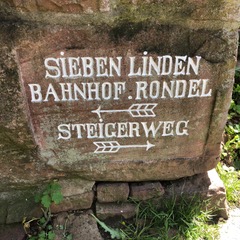 SIEBEN LINDEN
BAHNHOF. RONDEL
STEIGERWEG